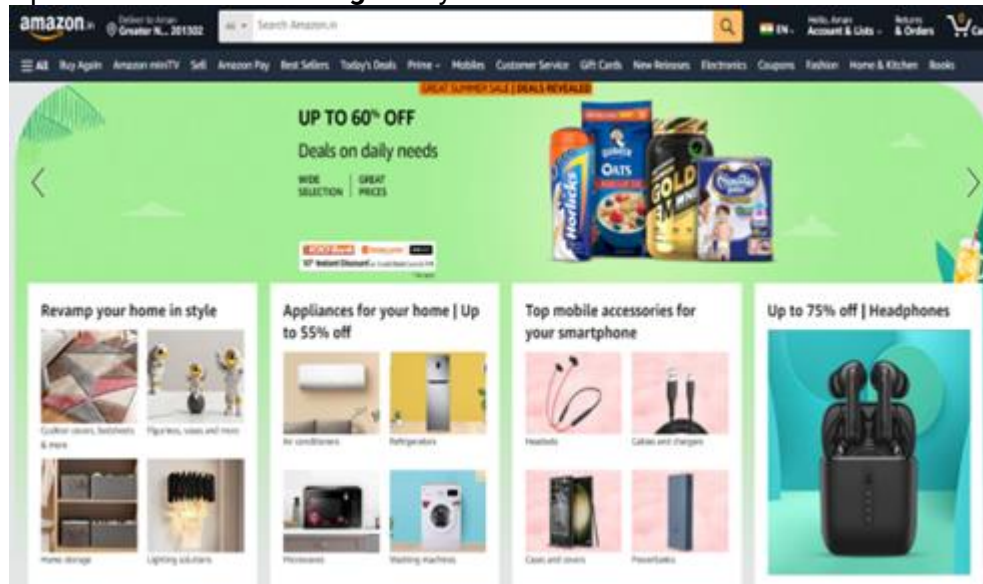 amazon.in
Greater N... 201302
All
Search Amazon.in
EN
Account & Lists
Returns
& Orders
All Buy Again Amazon miniTV Sell Amazon Pay Best Sellers Today's Deals Prime Mobiles Customer Service Gift Cards New Releases Electronics Coupons Fashion Home & Kitchen Books
GREAT SUMMER SALE | DEALS REVEALED
UP TO 60% OFF
Deals on daily needs
WIDE SELECTION | GREAT PRICES
Horlicks
QUAKER
OATS
GOLD
10% Instant Discount
Revamp your home in style
Cushion covers, bedsheets
& more
Figurines, vases and more
Home storage
Lighting solutions
Appliances for your home | Up
to 55% off
Air conditioners
Refrigerators
Microwaves
Washing machines
Top mobile accessories for
your smartphone
Headsets
Cables and chargers
Cases and covers
Powerbanks
Up to 75% off | Headphones